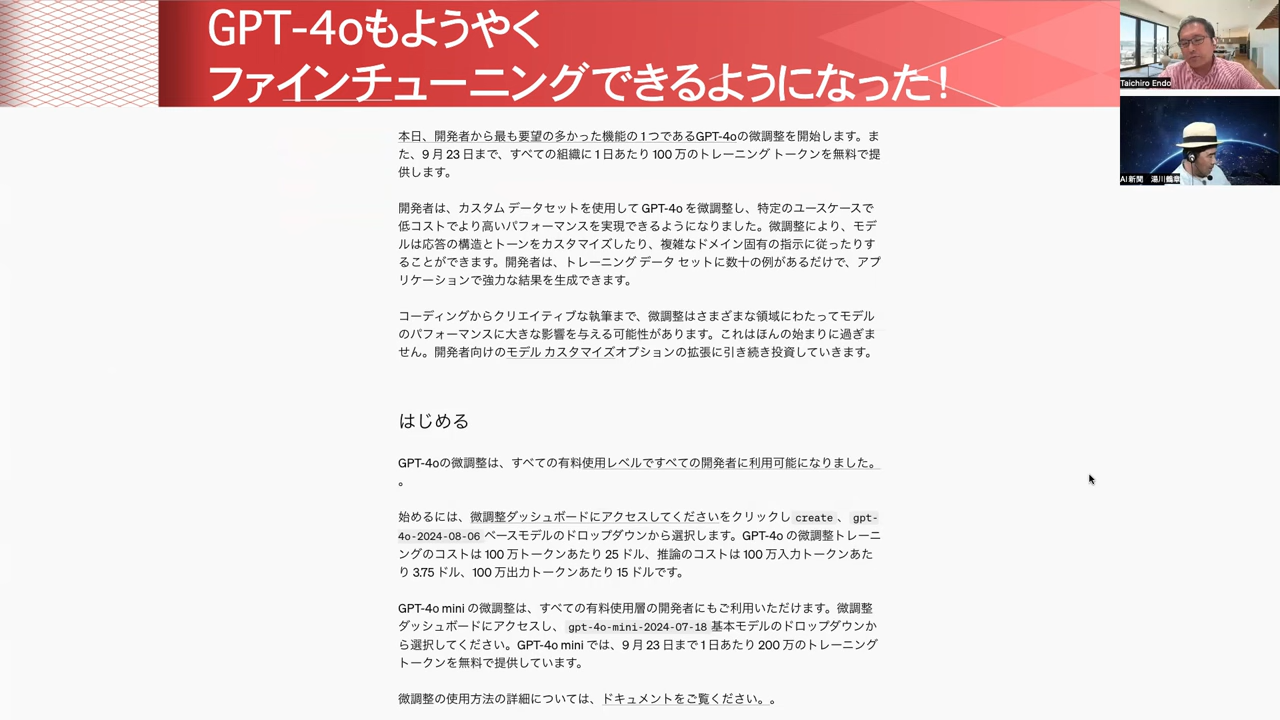 GPT-4oもようやく
ファインチューニングできるようになった！
Taichiro Endo
AI新聞 湯川鶴章
本日、開発者から最も要望の多かった機能の1つであるGPT-4oの微調整を開始します。ま
た、9月23日まで、すべての組織に1日あたり100万のトレーニング トークンを無料で提
供します。
開発者は、カスタム データセットを使用してGPT-4oを微調整し、特定のユースケースで
低コストでより高いパフォーマンスを実現できるようになりました。微調整により、モデ
ルは応答の構造とトーンをカスタマイズしたり、複雑なドメイン固有の指示に従ったりす
ることができます。開発者は、トレーニング データ セットに数十の例があるだけで、アプ
リケーションで強力な結果を生成できます。
コーディングからクリエイティブな執筆まで、微調整はさまざまな領域にわたってモデル
のパフォーマンスに大きな影響を与える可能性があります。これはほんの始まりに過ぎま
せん。開発者向けのモデル カスタマイズオプションの拡張に引き続き投資していきます。
はじめる
GPT-4oの微調整は、すべての有料使用レベルですべての開発者に利用可能になりました。
。
始めるには、微調整ダッシュボードにアクセスしてくださいをクリックし create 、 gpt-
4o-2024-08-06 ベースモデルのドロップダウンから選択します。GPT-4o の微調整トレーニ
ングのコストは100万トークンあたり25ドル、推論のコストは100万入力トークンあた
り3.75ドル、100万出力トークンあたり15ドルです。
GPT-4o mini の微調整は、すべての有料使用層の開発者にもご利用いただけます。微調整
ダッシュボードにアクセスし、 gpt-4o-mini-2024-07-18 基本モデルのドロップダウンか
ら選択してください。GPT-4o mini では、9月23日まで1日あたり200万のトレーニング
トークンを無料で提供しています。
微調整の使用方法の詳細については、ドキュメントをご覧ください。。